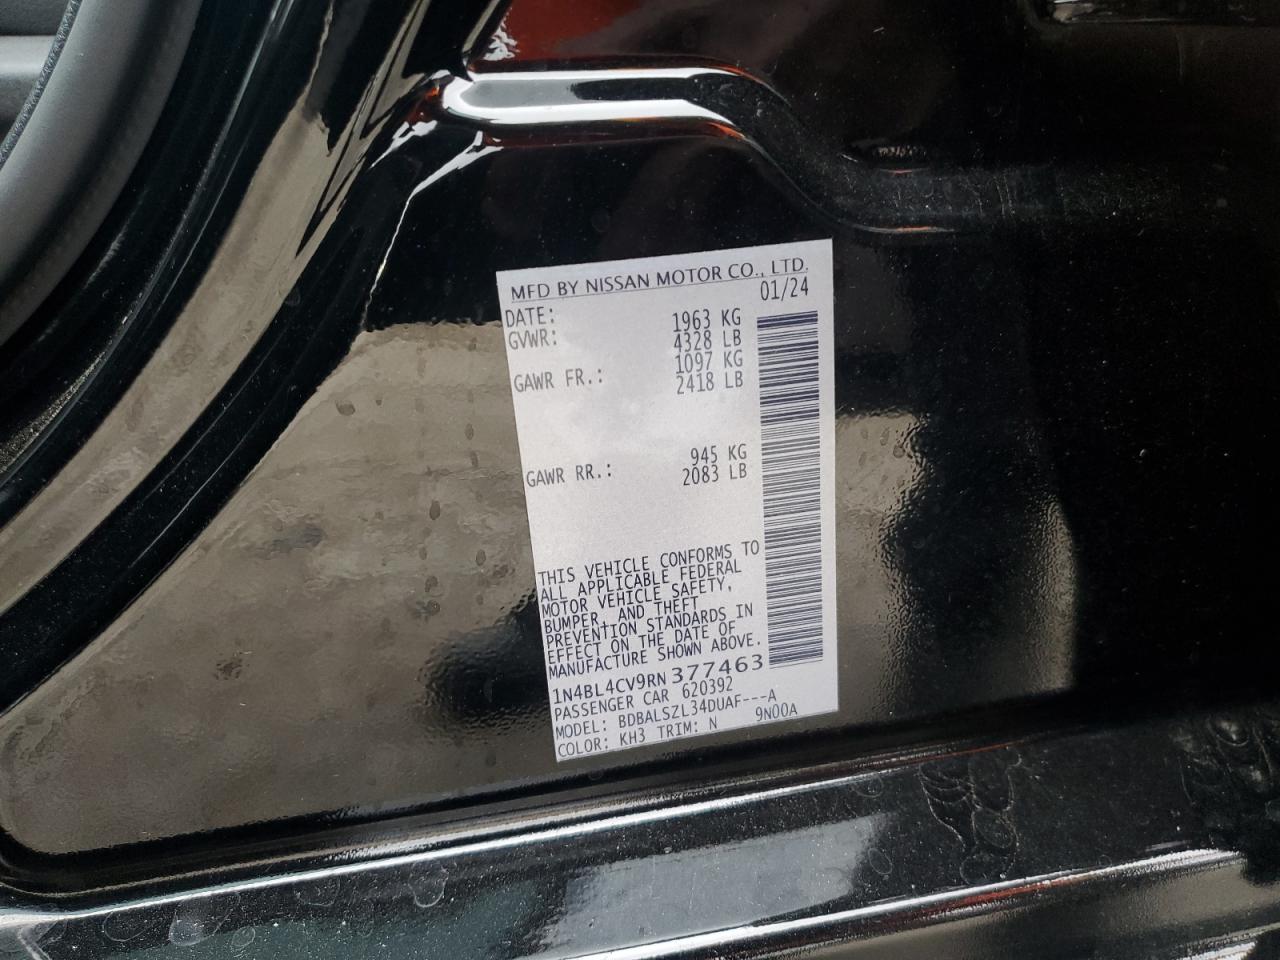 MFD BY NISSAN MOTOR CO., LTD.
DATE: 01/24
GVWR: 1963 KG
4328 LB
GAWR FR.: 1097 KG
2418 LB
GAWR RR.: 945 KG
2083 LB
THIS VEHICLE CONFORMS TO
ALL APPLICABLE FEDERAL
MOTOR VEHICLE SAFETY,
BUMPER, AND THEFT
PREVENTION STANDARDS IN
EFFECT ON THE DATE OF
MANUFACTURE SHOWN ABOVE.
1N4BL4CV9RN377463
PASSENGER CAR 620392
MODEL: BDBALSZL34DUAF---A
COLOR: KH3 TRIM: N 9N00A